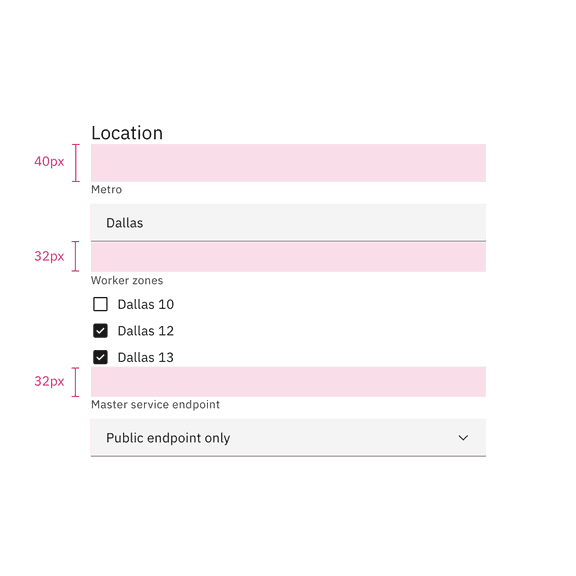 Location
40px
Metro
Dallas
32px
Worker zones
Dallas 10
Dallas 12
Dallas 13
32px
Master service endpoint
Public endpoint only